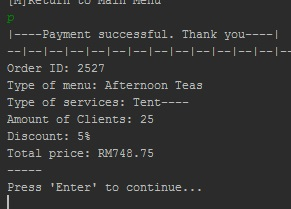 [M]Return to Main Menu
p
|----Payment successful. Thank you----|
--|--|--|--|--|--|--|--|--|--|--|--|--|-
Order ID: 2527
Type of menu: Afternoon Teas
Type of services: Tent----
Amount of Clients: 25
Discount: 5%
Total price: RM748.75
-----
Press 'Enter' to continue...